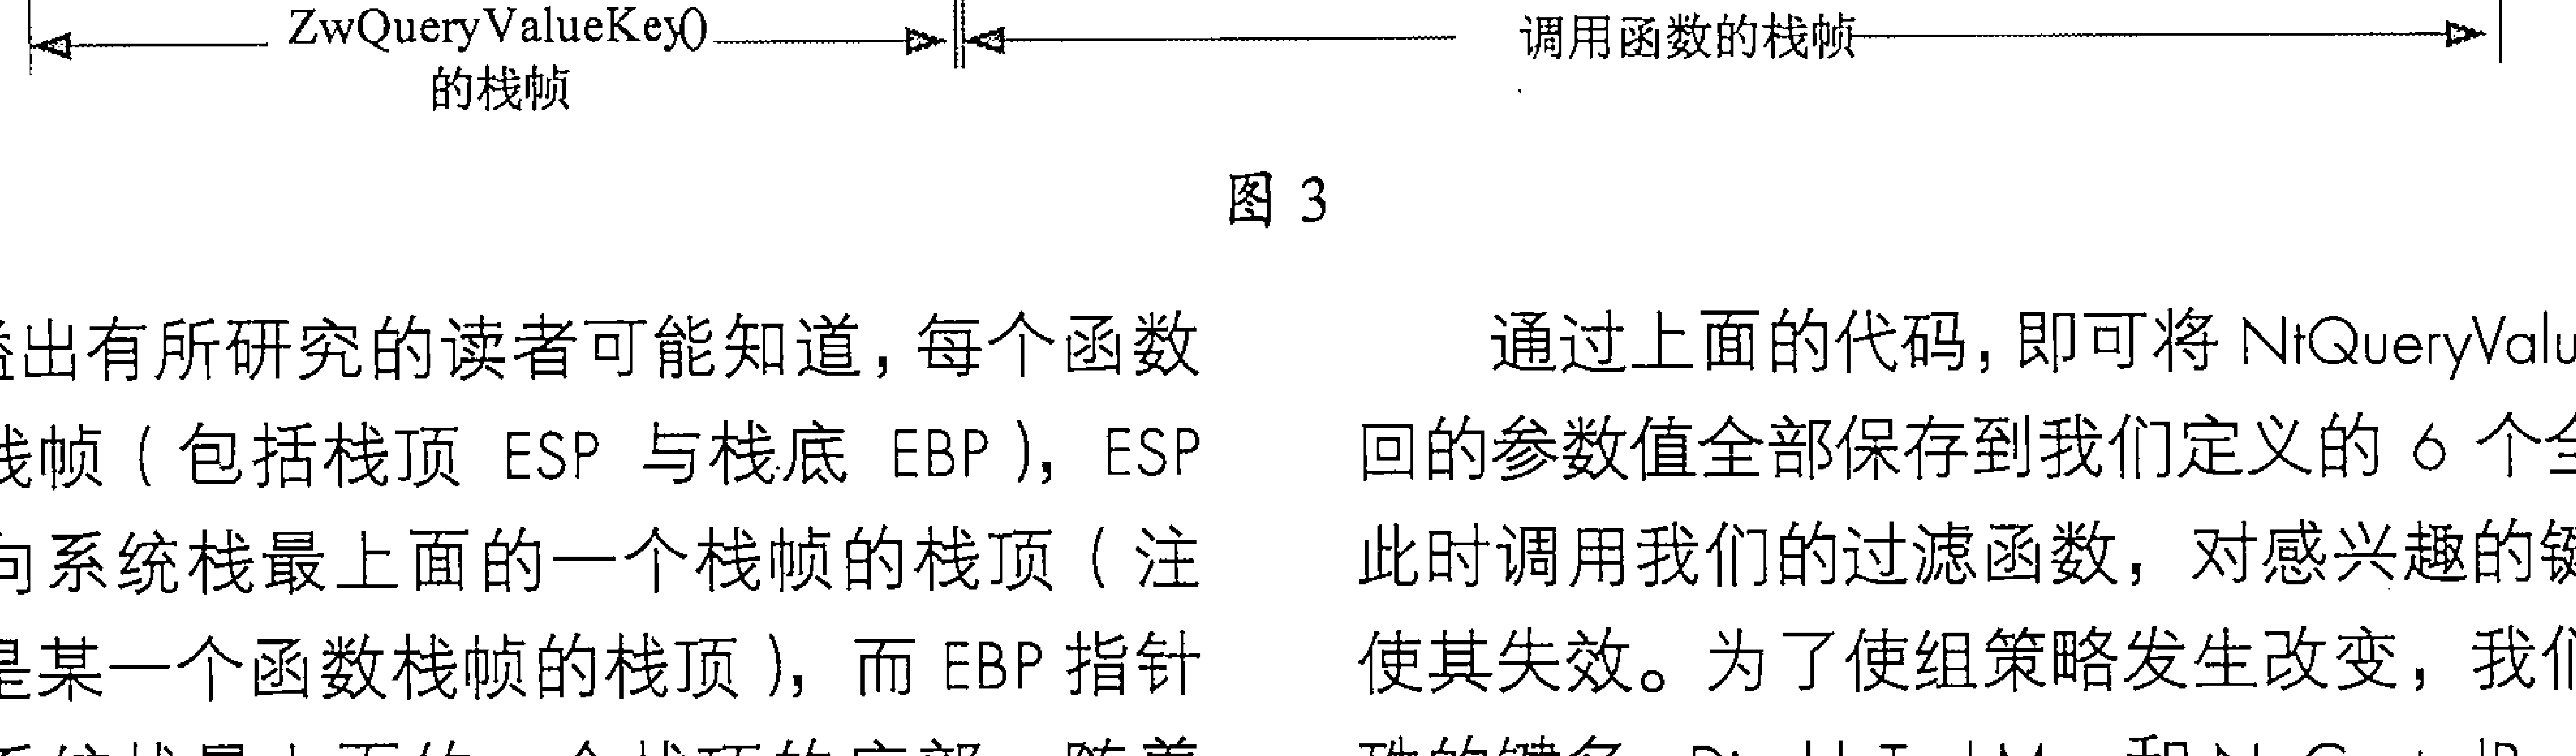 ZwQueryValueKey()
的栈帧
调用函数的栈帧
图 3
出有所研究的读者可能知道，每个函数
栈帧（包括栈顶 ESP 与栈底 EBP），ESP
向系统栈最上面的一个栈帧的栈顶（注
是某一个函数栈帧的栈顶），而 EBP 指针
通过上面的代码，即可将 NtQueryValu
回的参数值全部保存到我们定义的 6 个全
此时调用我们的过滤函数，对感兴趣的键
使其失效。为了使组策略发生改变，我们